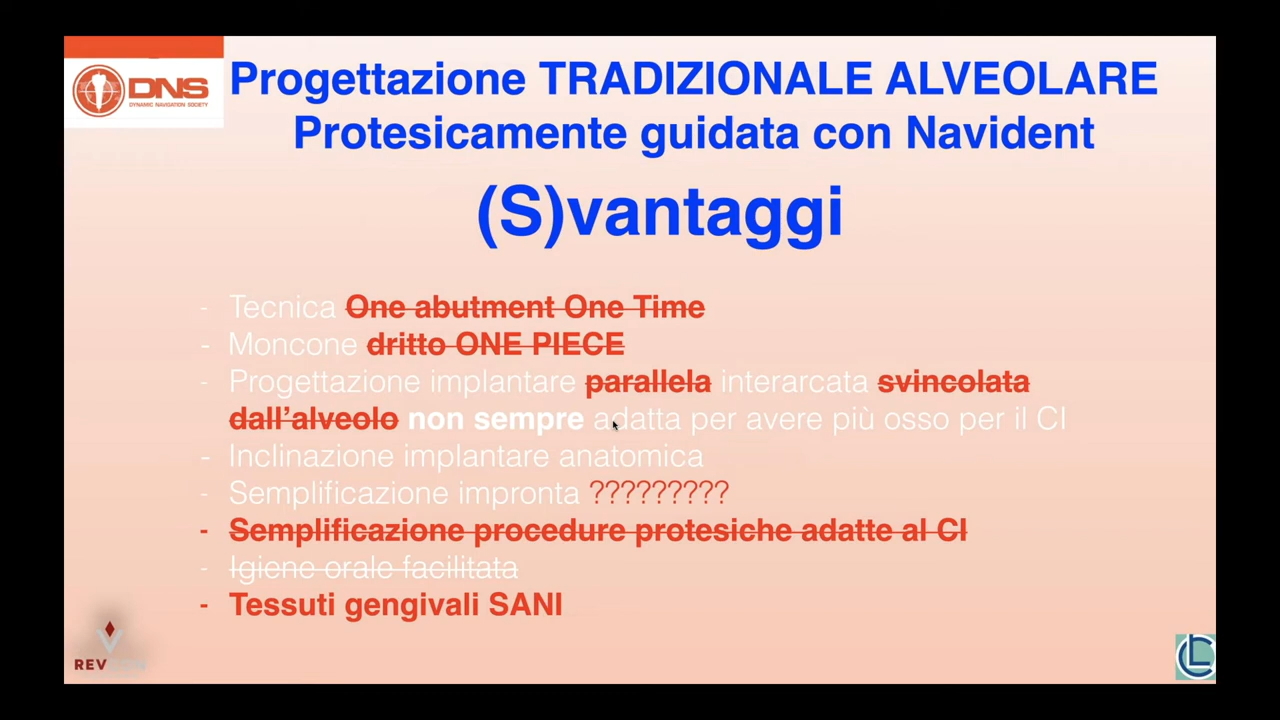 DNS
DYNAMIC NAVIGATION SOCIETY
Progettazione TRADIZIONALE ALVEOLARE
Protesicamente guidata con Navident
(S)vantaggi
- Tecnica One abutment One Time
- Moncone dritto ONE PIECE
- Progettazione implantare parallela interarcata svincolata
dall’alveolo non sempre adatta per avere più osso per il CI
- Inclinazione implantare anatomica
- Semplificazione impronta ?????????
- Semplificazione procedure protesiche adatte al CI
- Igiene orale facilitata
- Tessuti gengivali SANI
REV